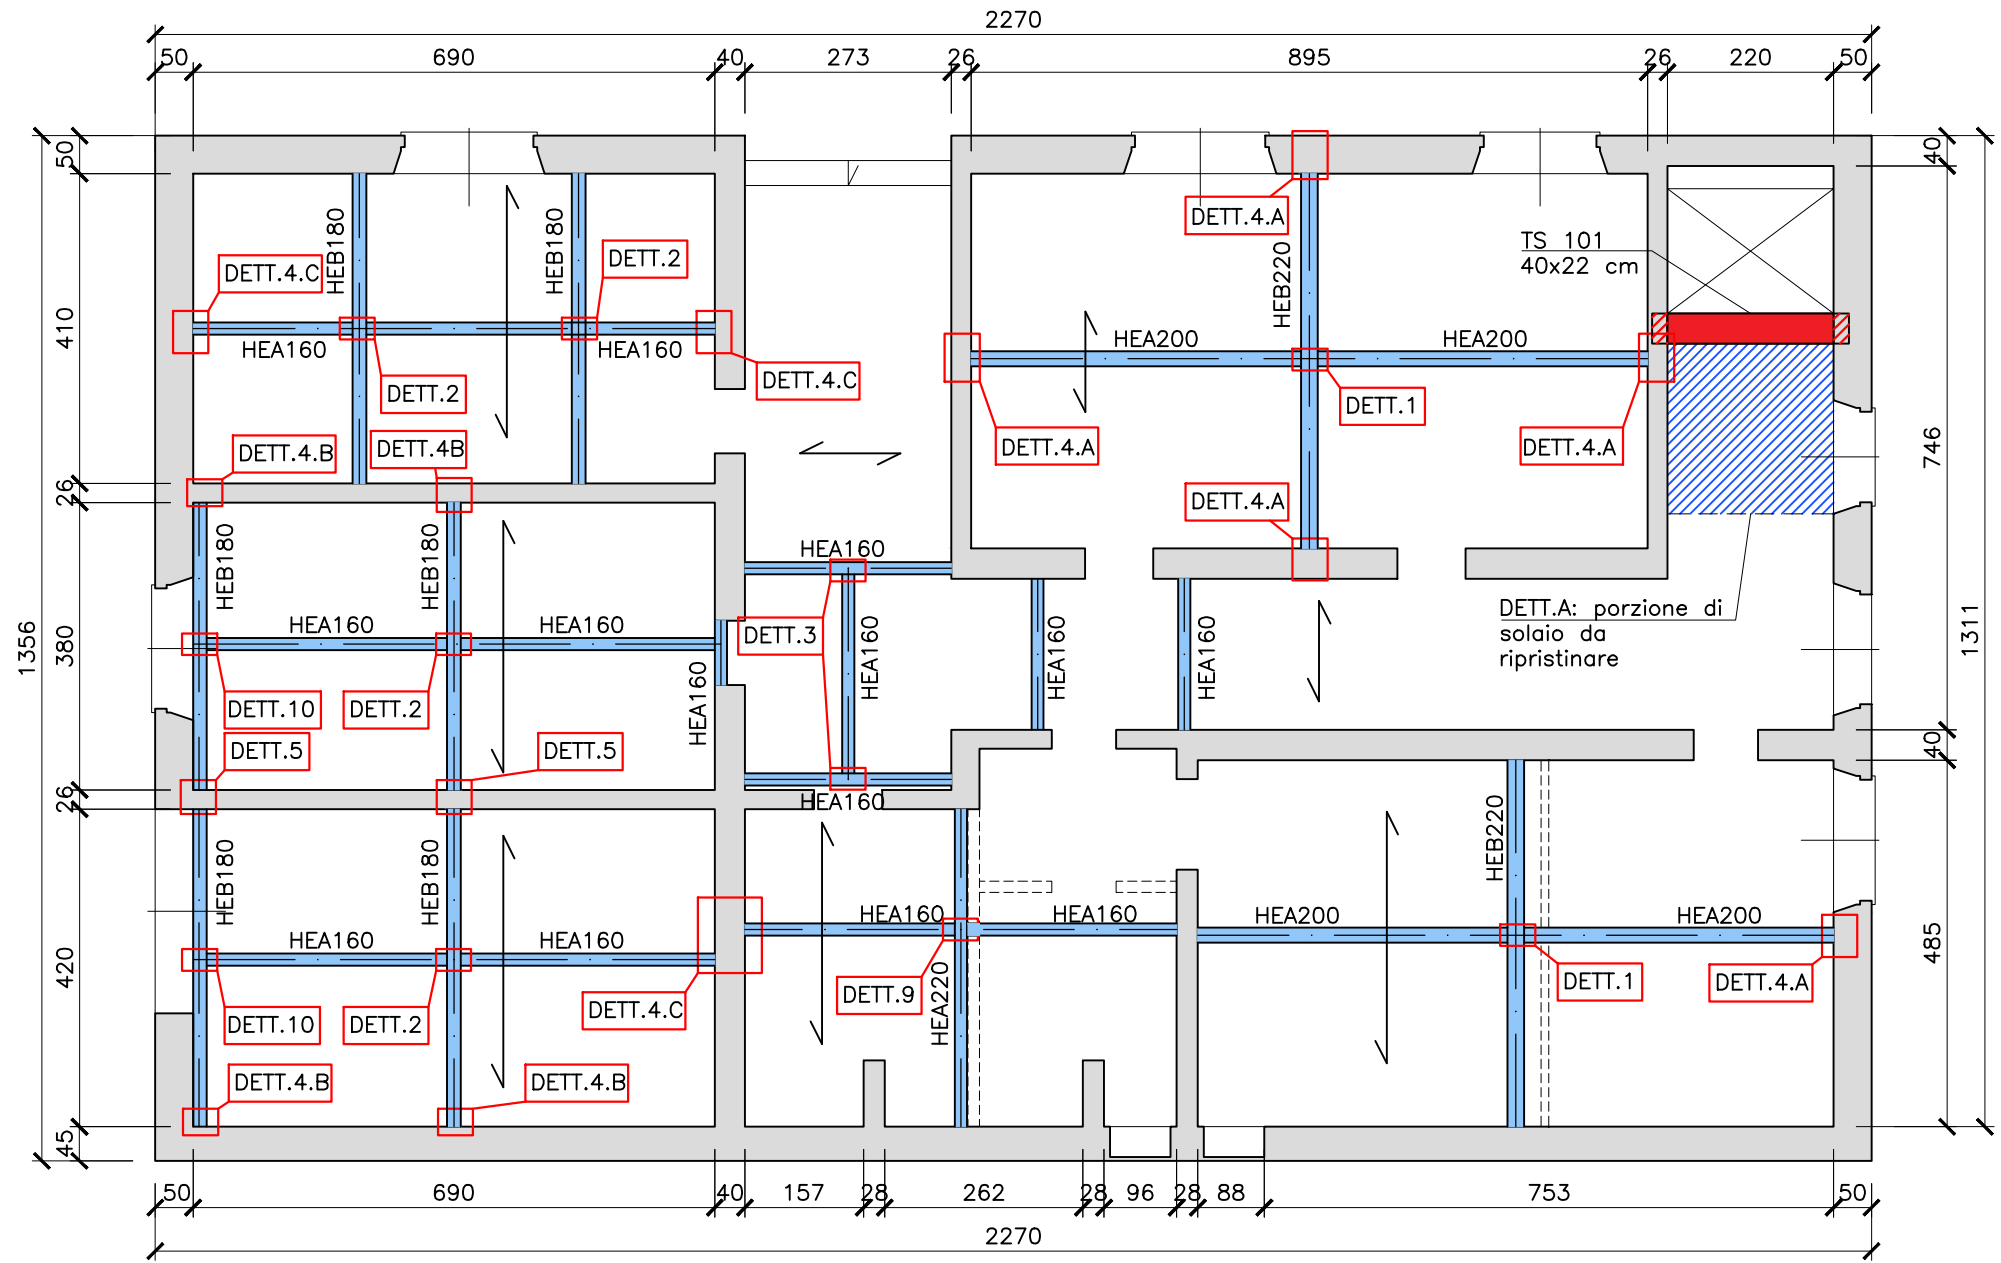 2270
50 690 40 273 26 895 26 220 50
50
40
HEB180
HEB180
DETT.4.C
DETT.2
DETT.4.A
HEB220
TS 101
40x22 cm
410
HEA160
HEA160
HEA200
HEA200
DETT.2
DETT.4.C
DETT.1
DETT.4.B
DETT.4B
DETT.4.A
DETT.4.A
746
26
DETT.4.A
HEB180
HEB180
HEA160
1356
380
HEA160
HEA160
DETT.3
HEA160
HEA160
HEA160
HEA160
DETT.A: porzione di
solaio da
ripristinare
1311
DETT.10
DETT.2
DETT.5
DETT.5
40
26
HEA160
HEB180
HEB180
HEB220
420
HEA160
HEA160
HEA160
HEA160
HEA200
HEA200
485
DETT.4.C
DETT.9
HEA220
DETT.1
DETT.4.A
DETT.10
DETT.2
DETT.4.B
DETT.4.B
45
50 690 40 157 28 262 28 96 28 88 753 50
2270